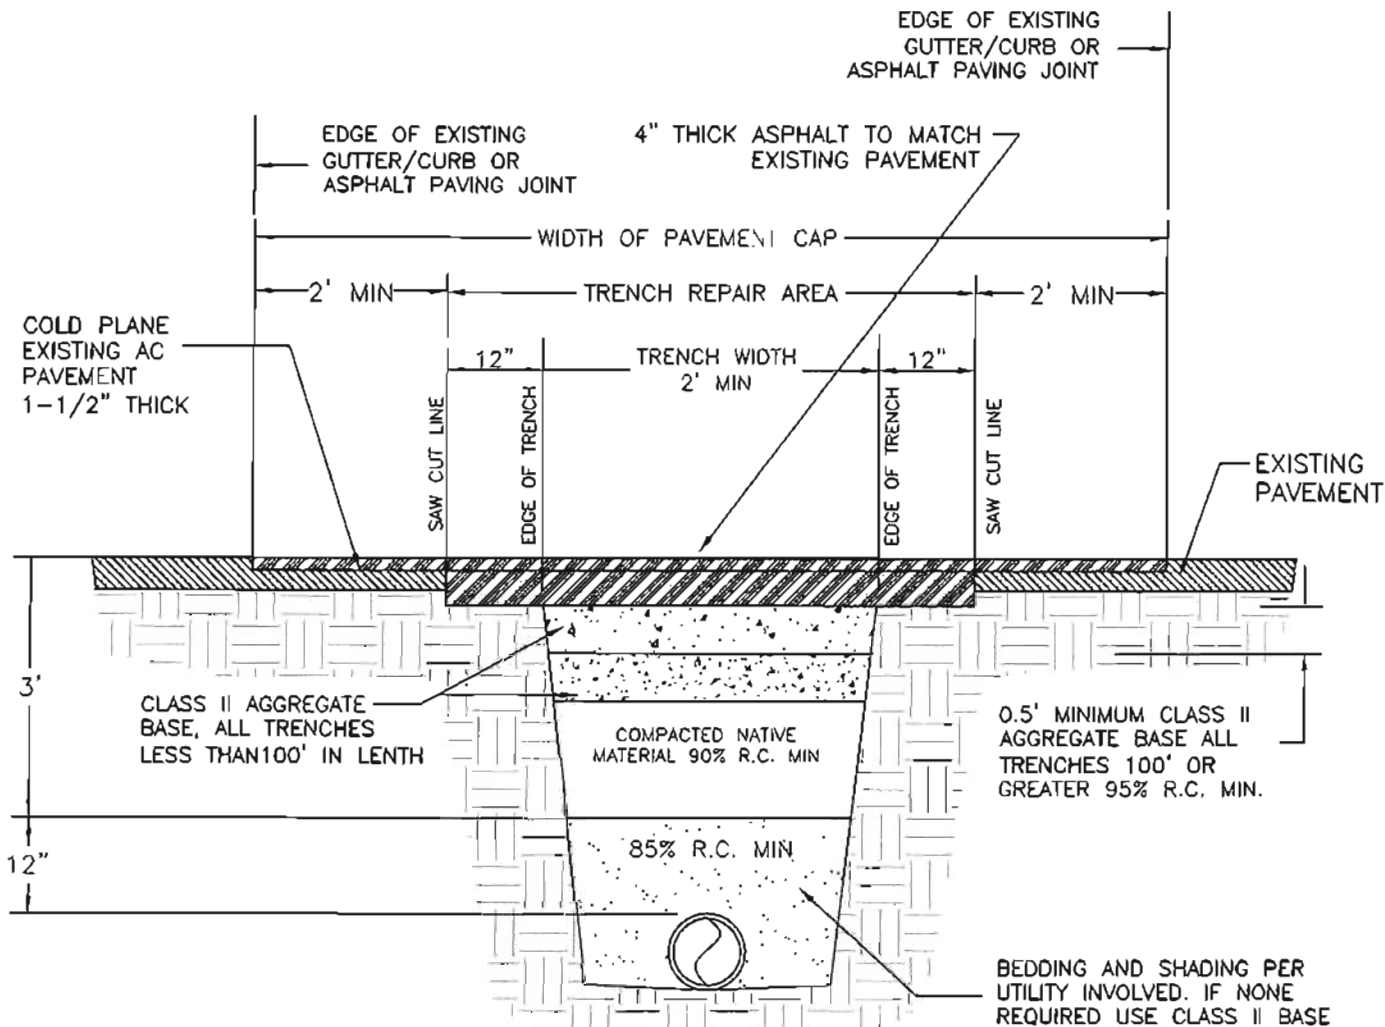 EDGE OF EXISTING
GUTTER/CURB OR
ASPHALT PAVING JOINT
EDGE OF EXISTING
GUTTER/CURB OR
ASPHALT PAVING JOINT
4" THICK ASPHALT TO MATCH
EXISTING PAVEMENT
WIDTH OF PAVEMENT CAP
2' MIN
TRENCH REPAIR AREA
2' MIN
COLD PLANE
EXISTING AC
PAVEMENT
1-1/2" THICK
12"
TRENCH WIDTH
2' MIN
12"
SAW CUT LINE
EDGE OF TRENCH
EDGE OF TRENCH
SAW CUT LINE
EXISTING
PAVEMENT
3'
CLASS II AGGREGATE
BASE, ALL TRENCHES
LESS THAN100' IN LENTH
COMPACTED NATIVE
MATERIAL 90% R.C. MIN
0.5' MINIMUM CLASS II
AGGREGATE BASE ALL
TRENCHES 100' OR
GREATER 95% R.C. MIN.
12"
85% R.C. MIN
BEDDING AND SHADING PER
UTILITY INVOLVED. IF NONE
REQUIRED USE CLASS II BASE